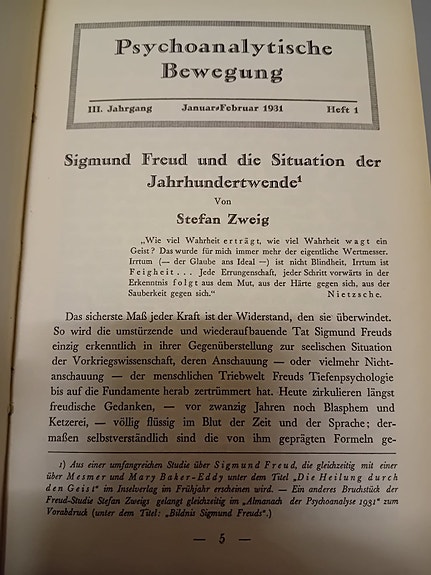 Psychoanalytische
Bewegung
III. Jahrgang Januar-Februar 1931 Heft 1
Sigmund Freud und die Situation der
Jahrhundertwende¹
Von
Stefan Zweig
„Wie viel Wahrheit erträgt, wie viel Wahrheit wagt ein
Geist? Das wurde für mich immer mehr der eigentliche Wertmesser.
Irrtum (— der Glaube ans Ideal —) ist nicht Blindheit, Irrtum ist
Feigheit... Jede Errungenschaft, jeder Schritt vorwärts in der
Erkenntnis folgt aus dem Mut, aus der Härte gegen sich, aus der
Sauberkeit gegen sich.“ Nietzsche.
Das sicherste Maß jeder Kraft ist der Widerstand, den sie überwindet.
So wird die umstürzende und wiederaufbauende Tat Sigmund Freuds
einzig erkenntlich in ihrer Gegenüberstellung zur seelischen Situation
der Vorkriegswissenschaft, deren Anschauung — oder vielmehr Nicht-
anschauung — der menschlichen Triebwelt Freuds Tiefenpsychologie
bis auf die Fundamente herab zertrümmert hat. Heute zirkulieren längst
freudische Gedanken, — vor zwanzig Jahren noch Blasphem und
Ketzerei, — völlig flüssig im Blut der Zeit und der Sprache; der-
maßen selbstverständlich sind die von ihm geprägten Formeln ge-
1) Aus einer umfangreichen Studie über Sigmund Freud, die gleichzeitig mit einer
über Mesmer und Mary Baker-Eddy unter dem Titel „Die Heilung durch
den Geist“ im Inselverlag im Frühjahr erscheinen wird. — Ein anderes Bruchstück der
Freud-Studie Stefan Zweigs gelangt gleichzeitig im „Almanach der Psychoanalyse 1931“ zum
Vorabdruck (unter dem Titel: „Bildnis Sigmund Freuds“.)
— 5 —